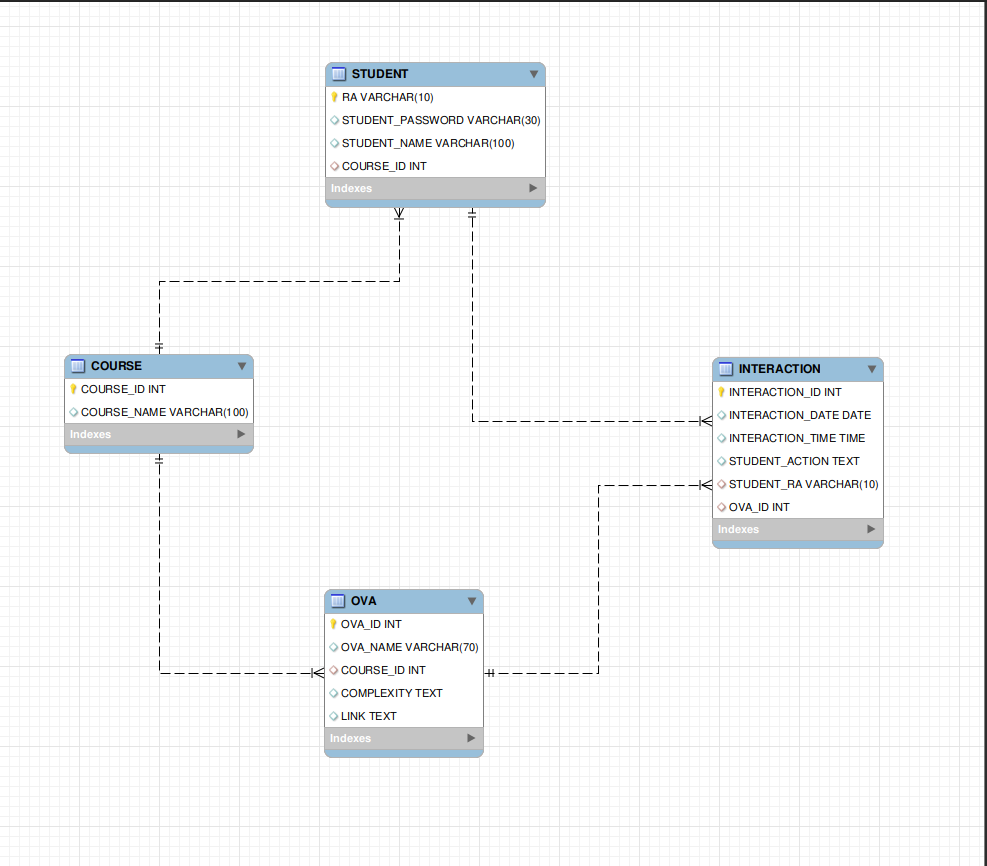 STUDENT
RA VARCHAR(10)
STUDENT_PASSWORD VARCHAR(30)
STUDENT_NAME VARCHAR(100)
COURSE_ID INT
Indexes
COURSE
COURSE_ID INT
COURSE_NAME VARCHAR(100)
Indexes
INTERACTION
INTERACTION_ID INT
INTERACTION_DATE DATE
INTERACTION_TIME TIME
STUDENT_ACTION TEXT
STUDENT_RA VARCHAR(10)
OVA_ID INT
Indexes
OVA
OVA_ID INT
OVA_NAME VARCHAR(70)
COURSE_ID INT
COMPLEXITY TEXT
LINK TEXT
Indexes